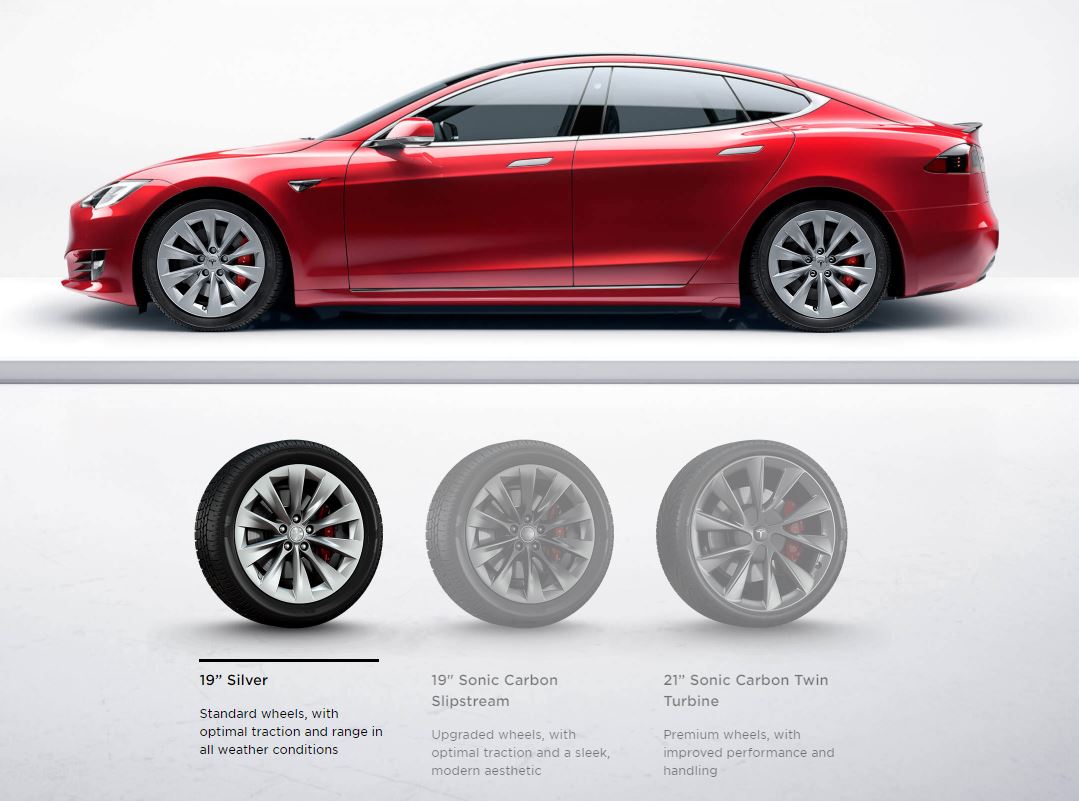 19” Silver
Standard wheels, with
optimal traction and range in
all weather conditions
19" Sonic Carbon
Slipstream
Upgraded wheels, with
optimal traction and a sleek,
modern aesthetic
21” Sonic Carbon Twin
Turbine
Premium wheels, with
improved performance and
handling